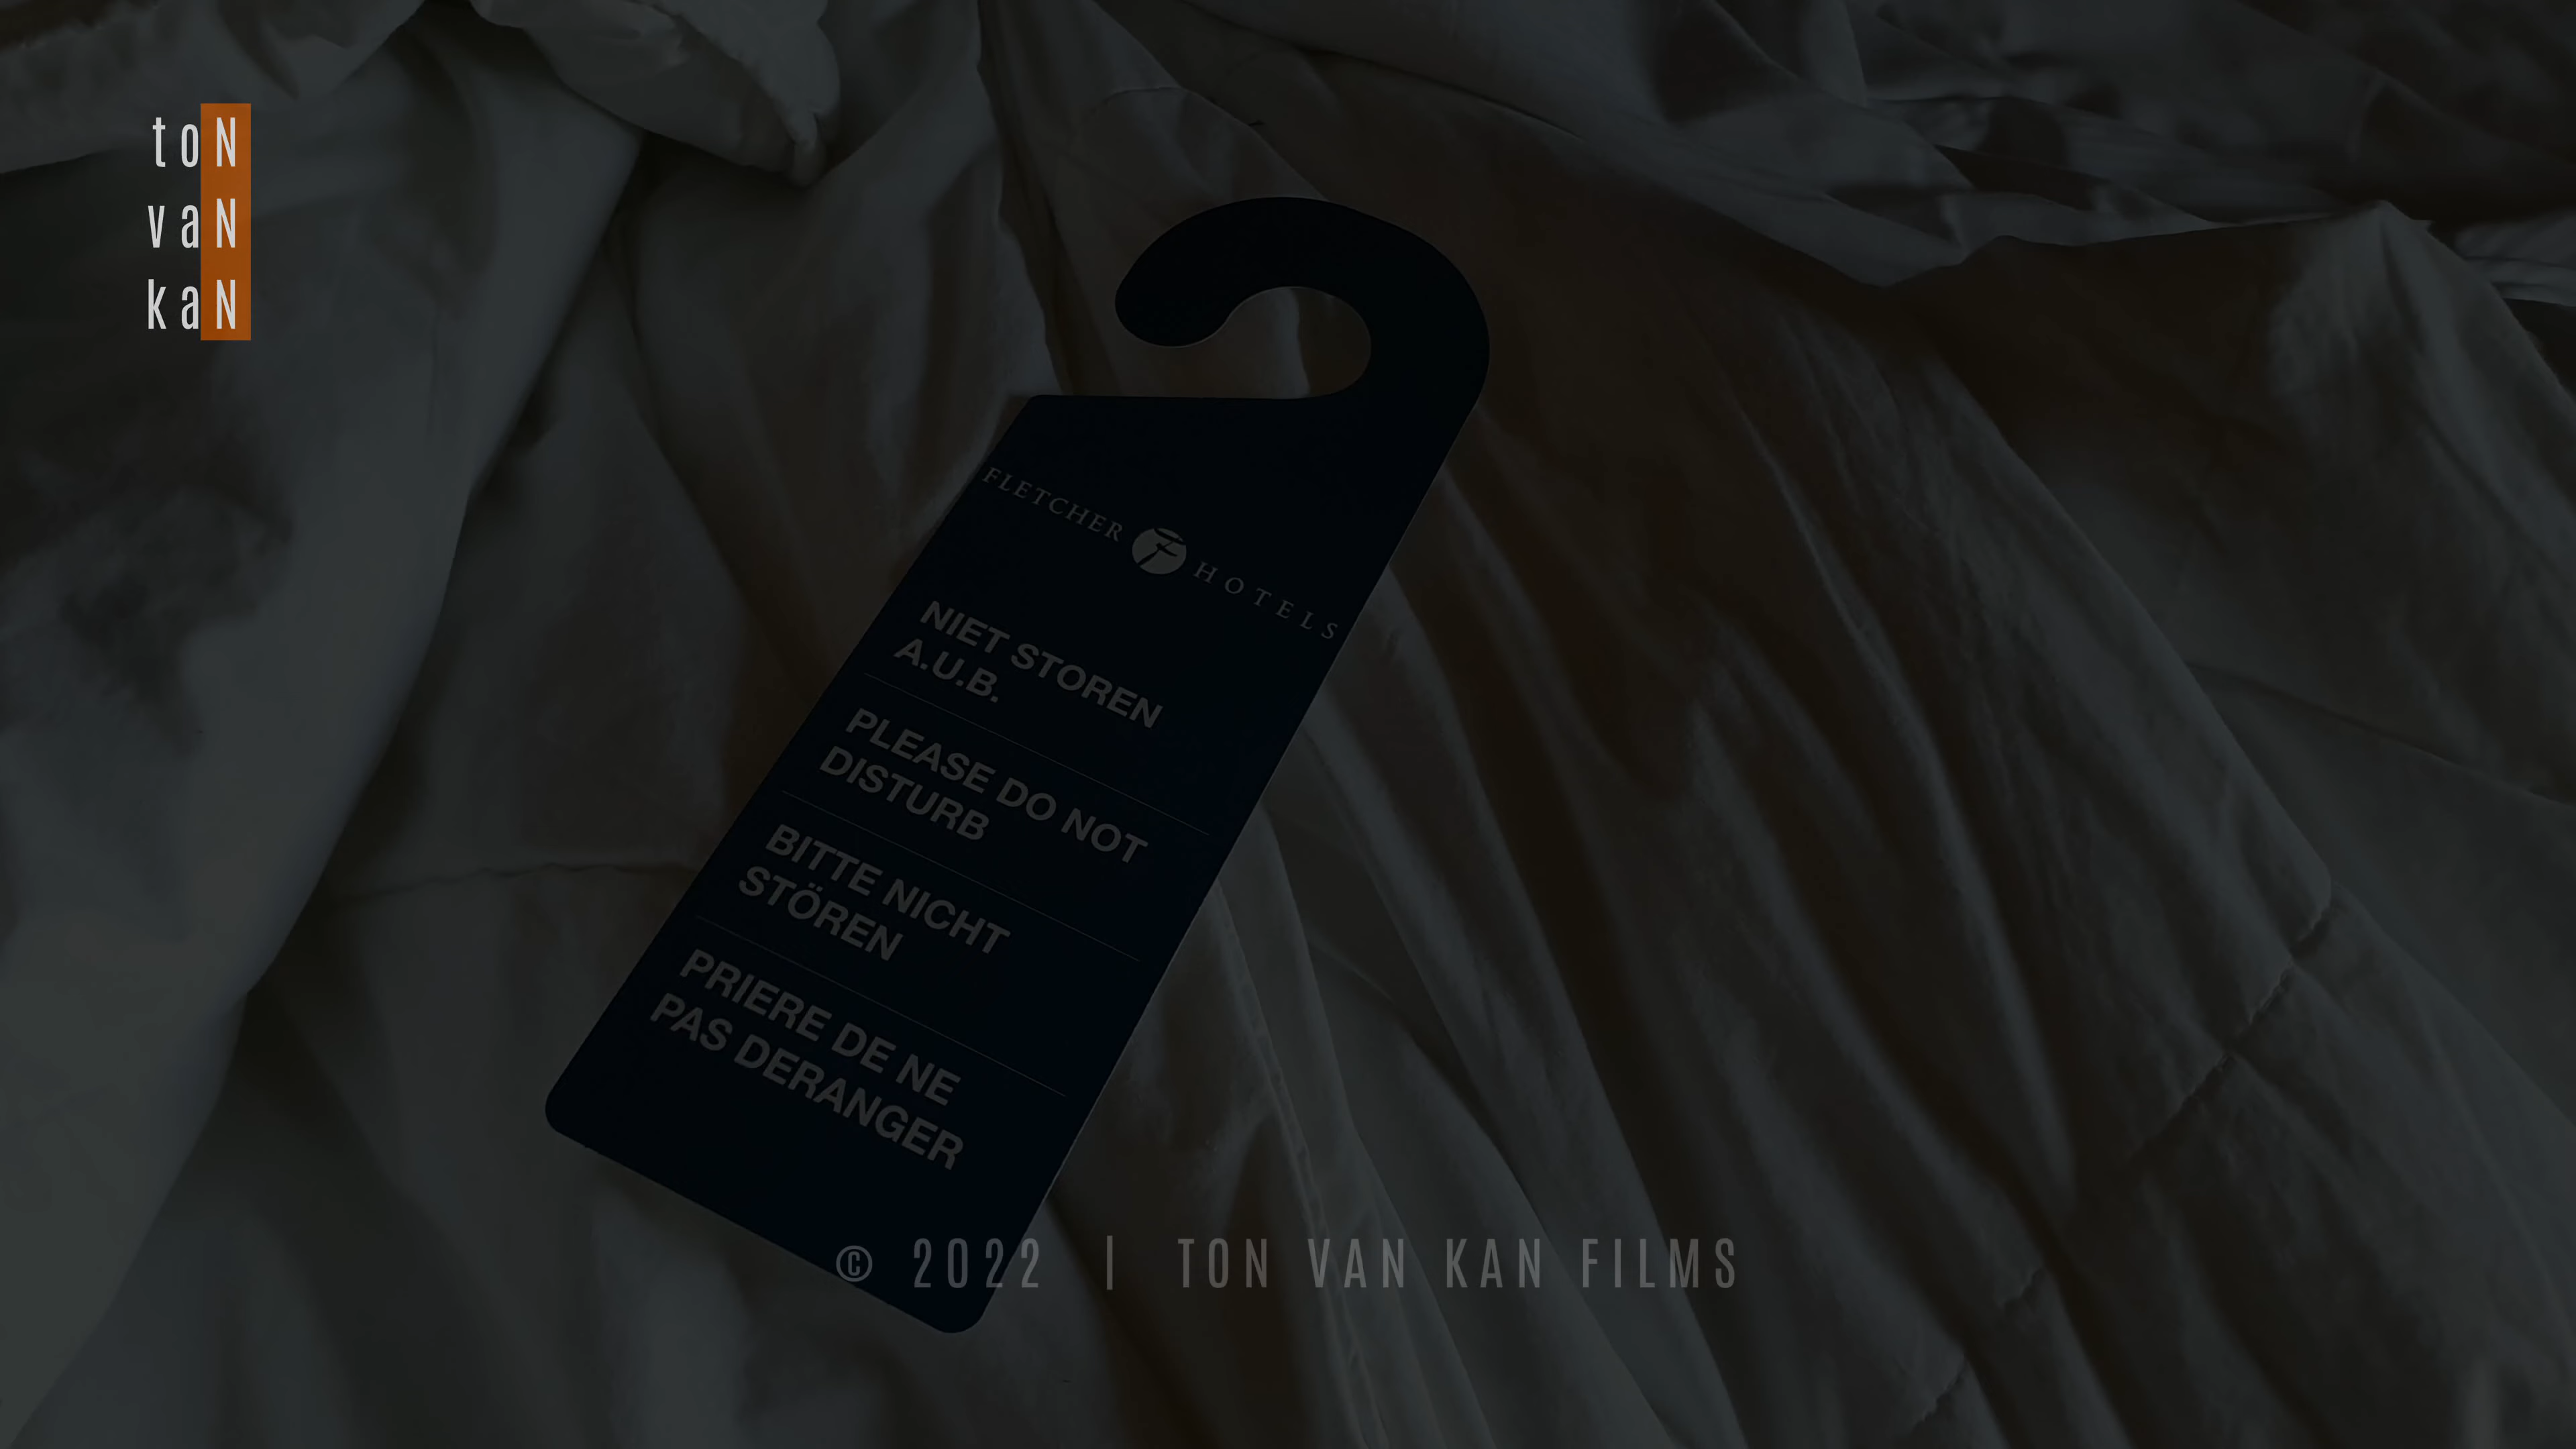 toN
vaN
kaN
FLETCHER HOTELS
NIET STOREN
A.U.B.
PLEASE DO NOT
DISTURB
BITTE NICHT
STÖREN
PRIERE DE NE
PAS DERANGER
© 2022 | TON VAN KAN FILMS